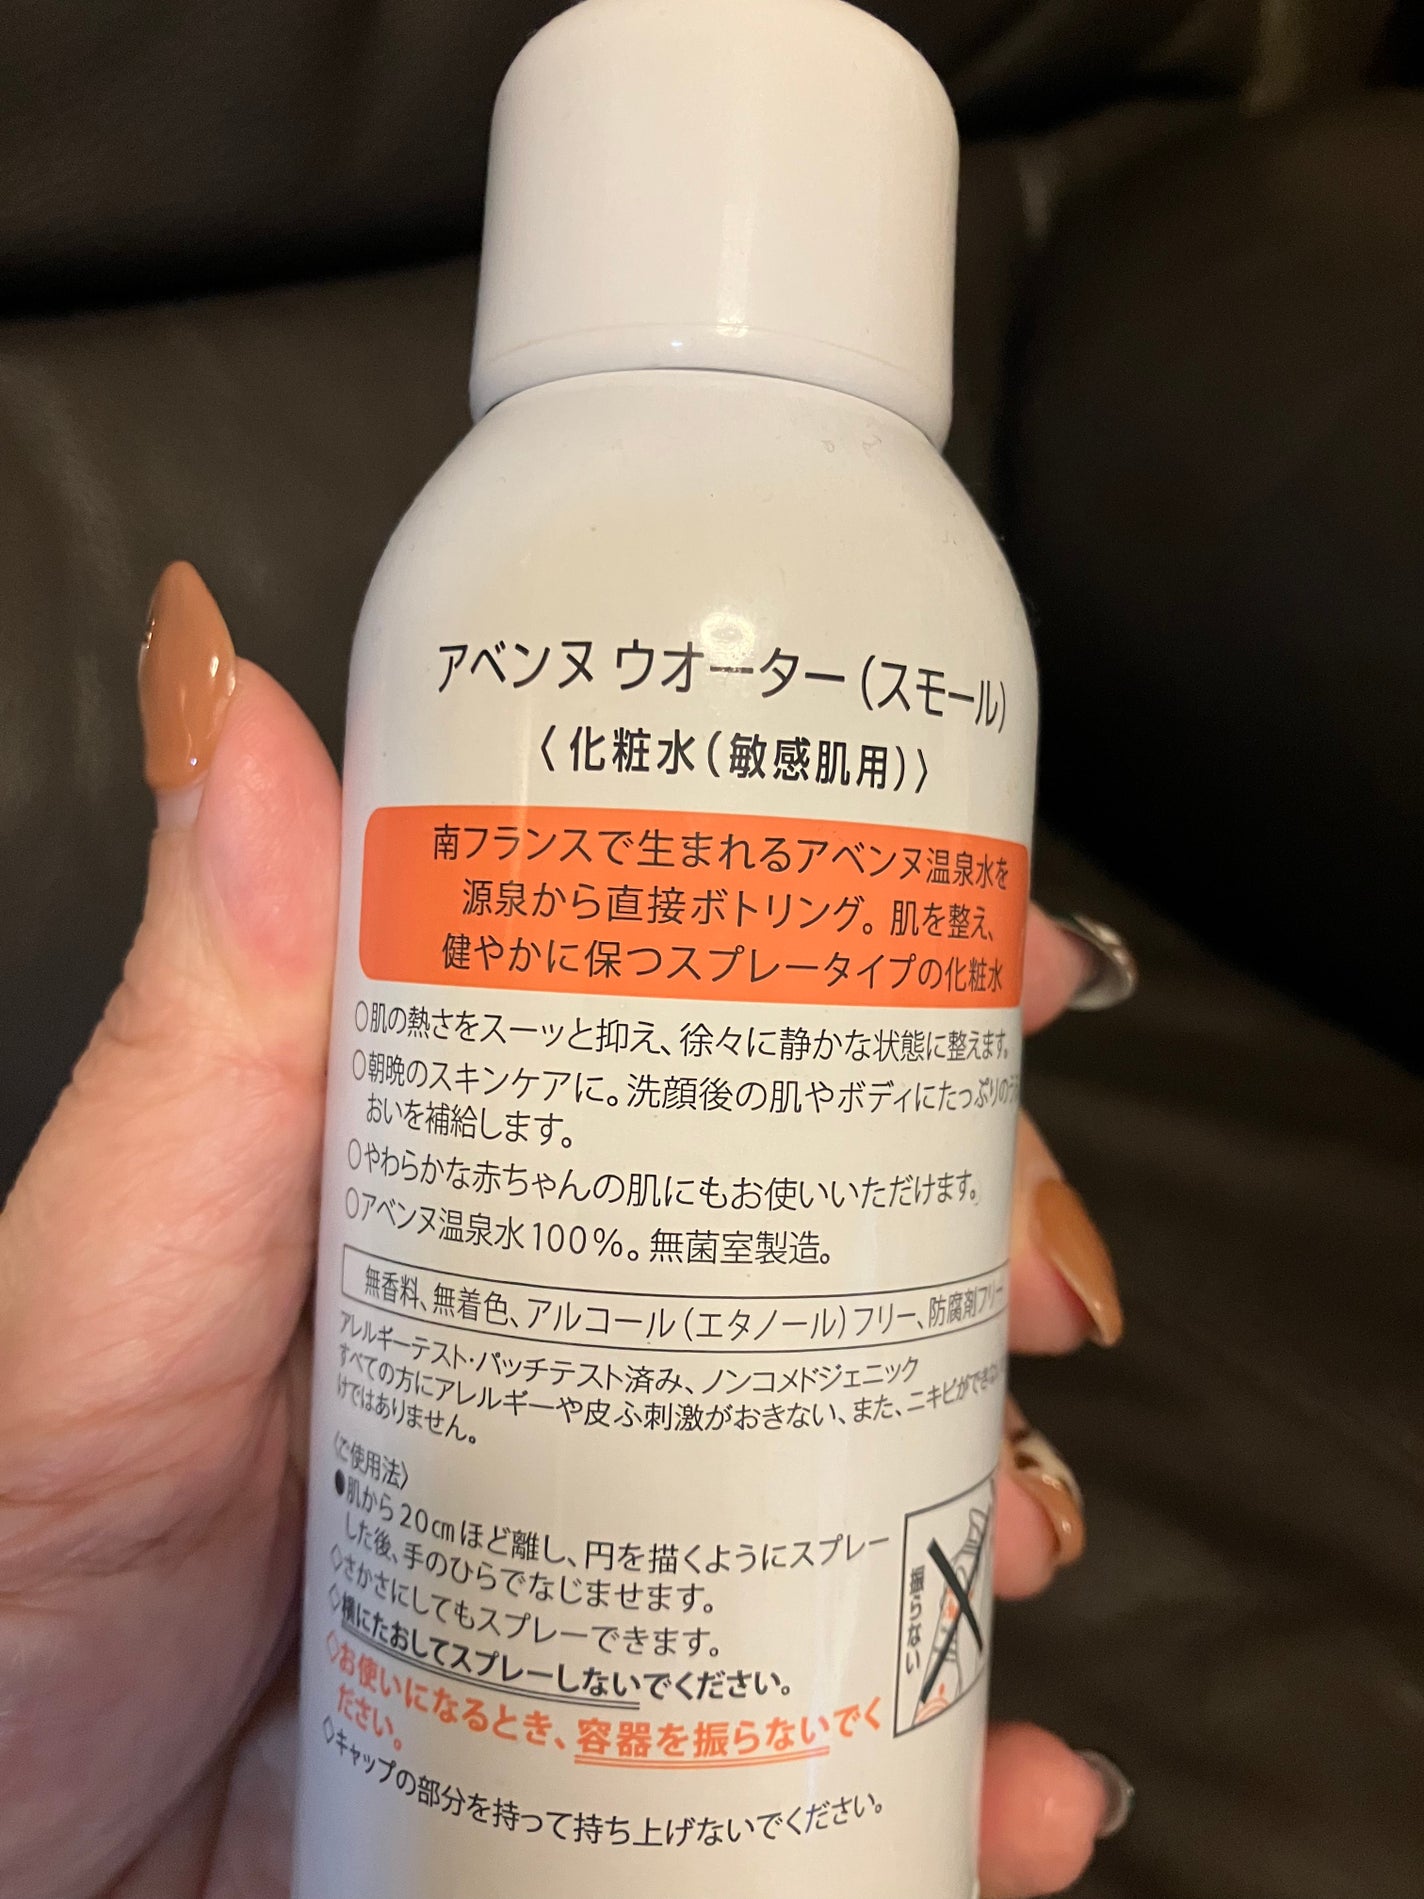 アベンヌ ウオーター（スモール）
〈化粧水（敏感肌用）〉
南フランスで生まれるアベンヌ温泉水を
源泉から直接ボトリング。肌を整え、
健やかに保つスプレータイプの化粧水
○肌の熱さをスーッと抑え、徐々に静かな状態に整えます。
○朝晩のスキンケアに。洗顔後の肌やボディにたっぷりのう
おいを補給します。
○やわらかな赤ちゃんの肌にもお使いいただけます。
○アベンヌ温泉水100％。無菌室製造。
無香料、無着色、アルコール（エタノール）フリー、防腐剤フリー
アレルギーテスト・パッチテスト済み、ノンコメドジェニック
すべての方にアレルギーや皮ふ刺激がおきない、また、ニキビができない
けではありません。
〈ご使用法〉
●肌から20㎝ほど離し、円を描くようにスプレー
した後、手のひらでなじませます。
◇さかさにしてもスプレーできます。
◇横にたおしてスプレーしないでください。
◇お使いになるとき、容器を振らないでく
ださい。
◇キャップの部分を持って持ち上げないでください。
振らない